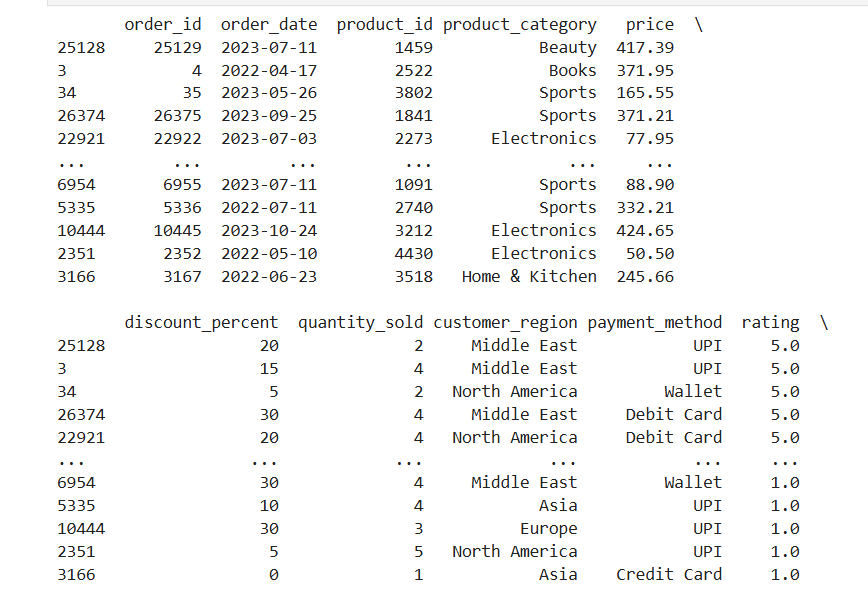 order_id order_date product_id product_category price \
25128 25129 2023-07-11 1459 Beauty 417.39
3 4 2022-04-17 2522 Books 371.95
34 35 2023-05-26 3802 Sports 165.55
26374 26375 2023-09-25 1841 Sports 371.21
22921 22922 2023-07-03 2273 Electronics 77.95
... ... ... ... ... ...
6954 6955 2023-07-11 1091 Sports 88.90
5335 5336 2022-07-11 2740 Sports 332.21
10444 10445 2023-10-24 3212 Electronics 424.65
2351 2352 2022-05-10 4430 Electronics 50.50
3166 3167 2022-06-23 3518 Home & Kitchen 245.66
discount_percent quantity_sold customer_region payment_method rating \
25128 20 2 Middle East UPI 5.0
3 15 4 Middle East UPI 5.0
34 5 2 North America Wallet 5.0
26374 30 4 Middle East Debit Card 5.0
22921 20 4 North America Debit Card 5.0
... ... ... ... ... ...
6954 30 4 Middle East Wallet 1.0
5335 10 4 Asia UPI 1.0
10444 30 3 Europe UPI 1.0
2351 5 5 North America UPI 1.0
3166 0 1 Asia Credit Card 1.0